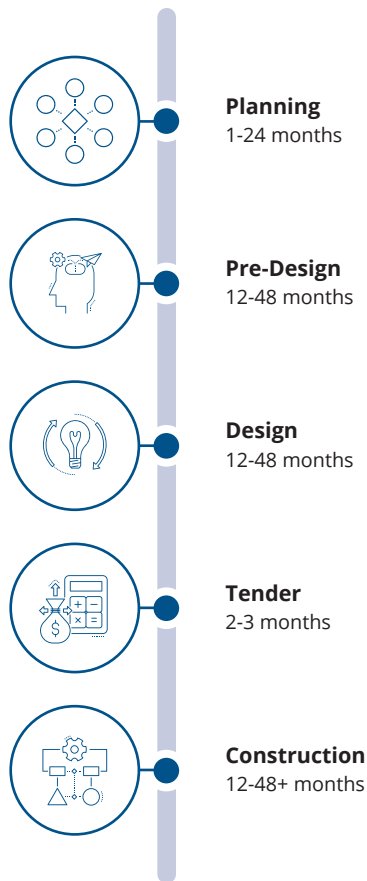 Planning
1-24 months
Pre-Design
12-48 months
Design
12-48 months
$
+ −
× =
Tender
2-3 months
Construction
12-48+ months